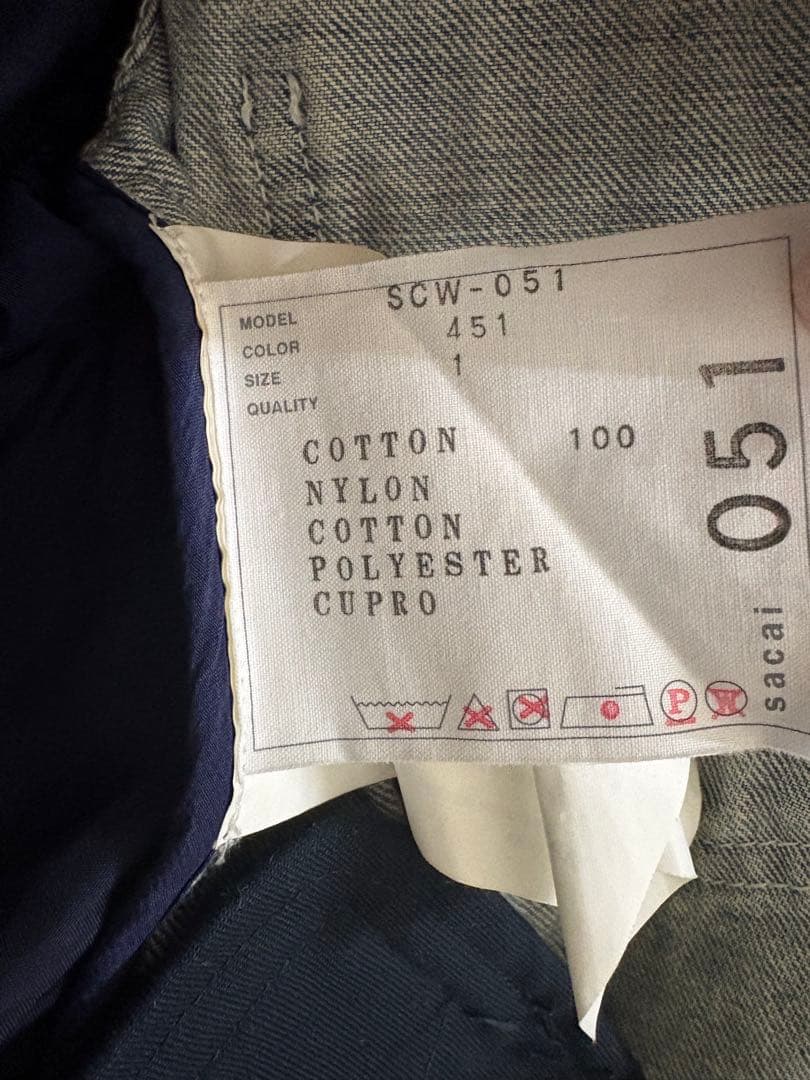 MODEL SCW-051
COLOR 451
SIZE 1
QUALITY
COTTON 100
NYLON
COTTON
POLYESTER
CUPRO
P
W
sacai 051